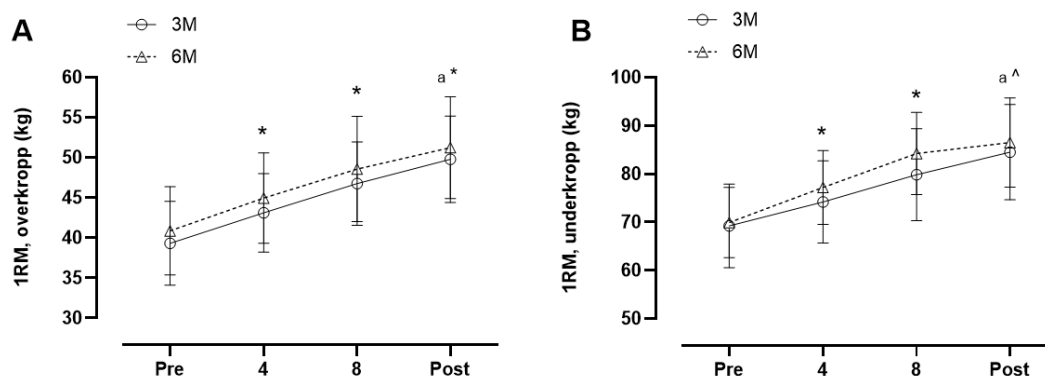 A
3M
6M
1RM, overkropp (kg)
60
55
50
45
40
35
30
*
*
a *
Pre
4
8
Post
B
3M
6M
1RM, underkropp (kg)
100
90
80
70
60
50
*
*
a ^
Pre
4
8
Post